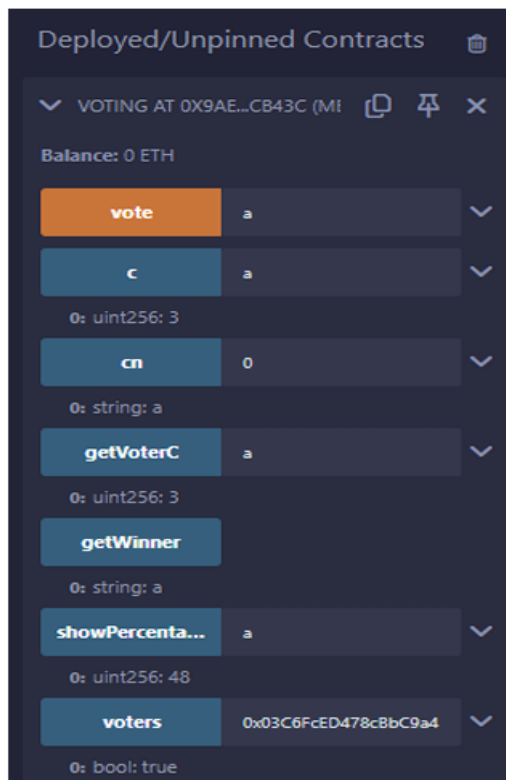 Deployed/Unpinned Contracts
VOTING AT 0X9AE...CB43C (ME
Balance: 0 ETH
vote a
c a
0: uint256: 3
cn 0
0: string: a
getVoterC a
0: uint256: 3
getWinner
0: string: a
showPercenta... a
0: uint256: 48
voters 0x03C6FcED478cBbC9a4
0: bool: true